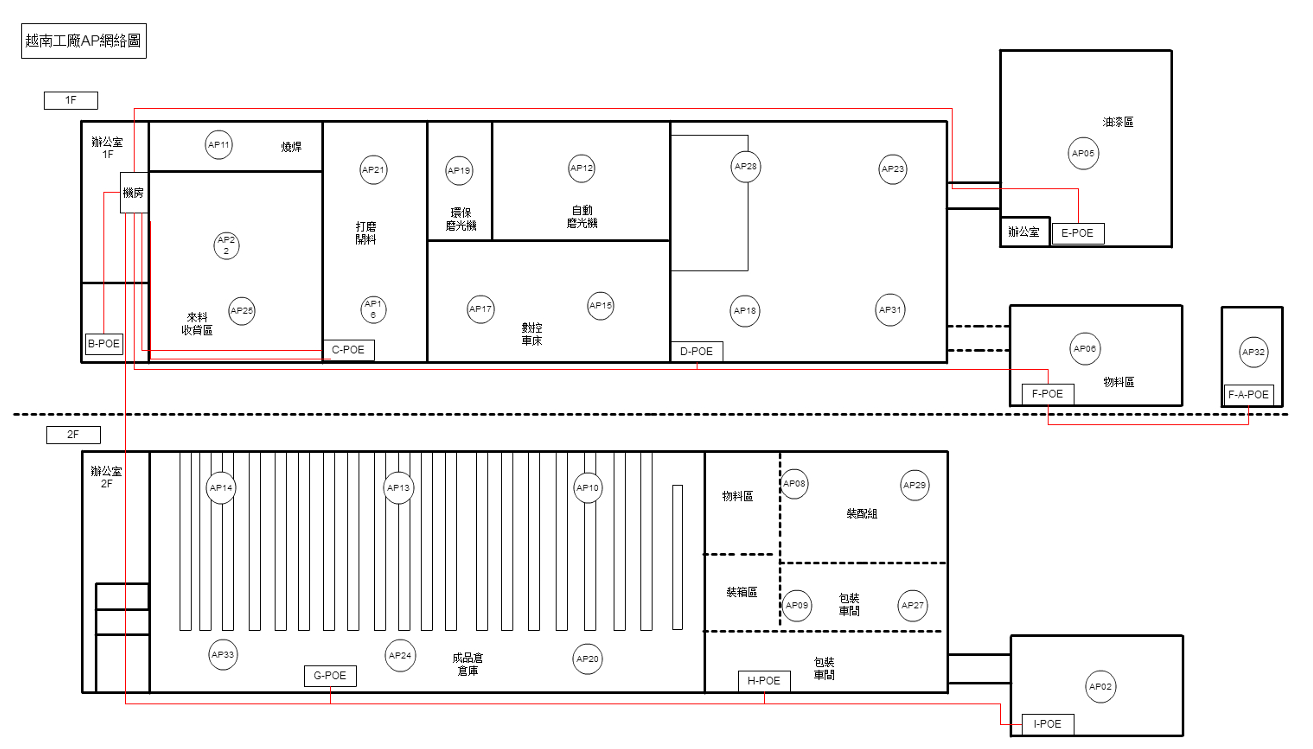 越南工廠AP網絡圖
1F
辦公室
1F
AP11
燒焊
機房
AP2
2
AP25
來料
收貨區
B-POE
AP21
打磨
開料
AP1
6
C-POE
AP19
環保
磨光機
AP12
自動
磨光機
AP17
數控
車床
AP15
AP28
AP23
AP18
AP31
D-POE
油漆區
AP05
辦公室
E-POE
AP06
物料區
F-POE
AP32
F-A-POE
2F
辦公室
2F
AP14
AP13
AP10
AP33
AP24
AP20
成品倉
倉庫
G-POE
物料區
AP08
AP29
裝配組
裝箱區
AP09
包裝
車間
AP27
包裝
車間
H-POE
AP02
I-POE